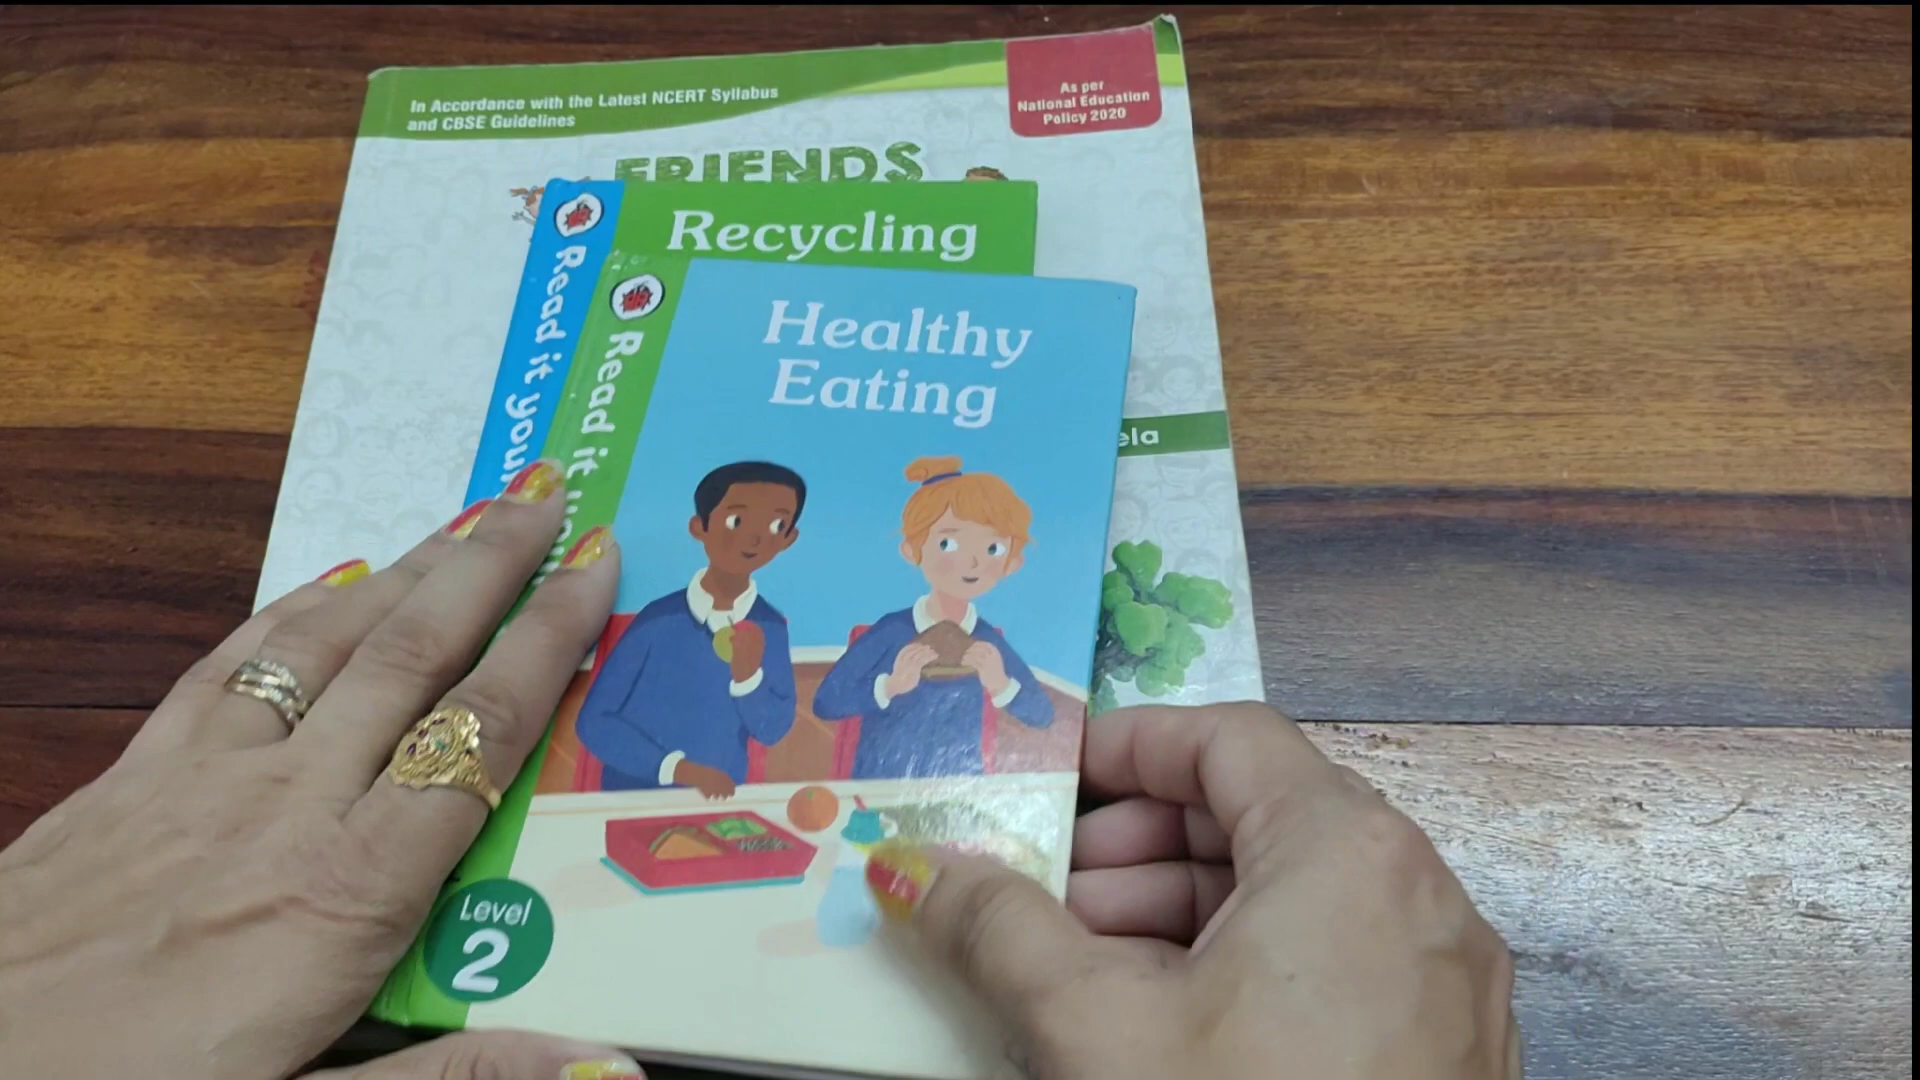 In Accordance with the Latest NCERT Syllabus
and CBSE Guidelines
As per
National Education
Policy 2020
FRIENDS
Recycling
Read it your
Healthy
Eating
Read it
ela
Level
2